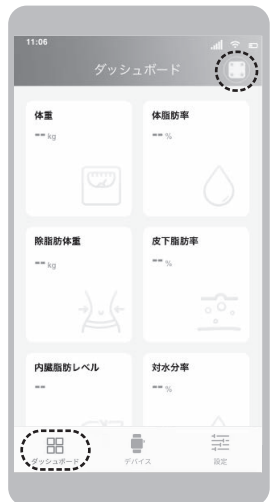 11:06
ダッシュボード
体重
-- kg
体脂肪率
-- %
除脂肪体重
-- kg
皮下脂肪率
-- %
内臓脂肪レベル
--
対水分率
-- %
ダッシュボード
デバイス
設定